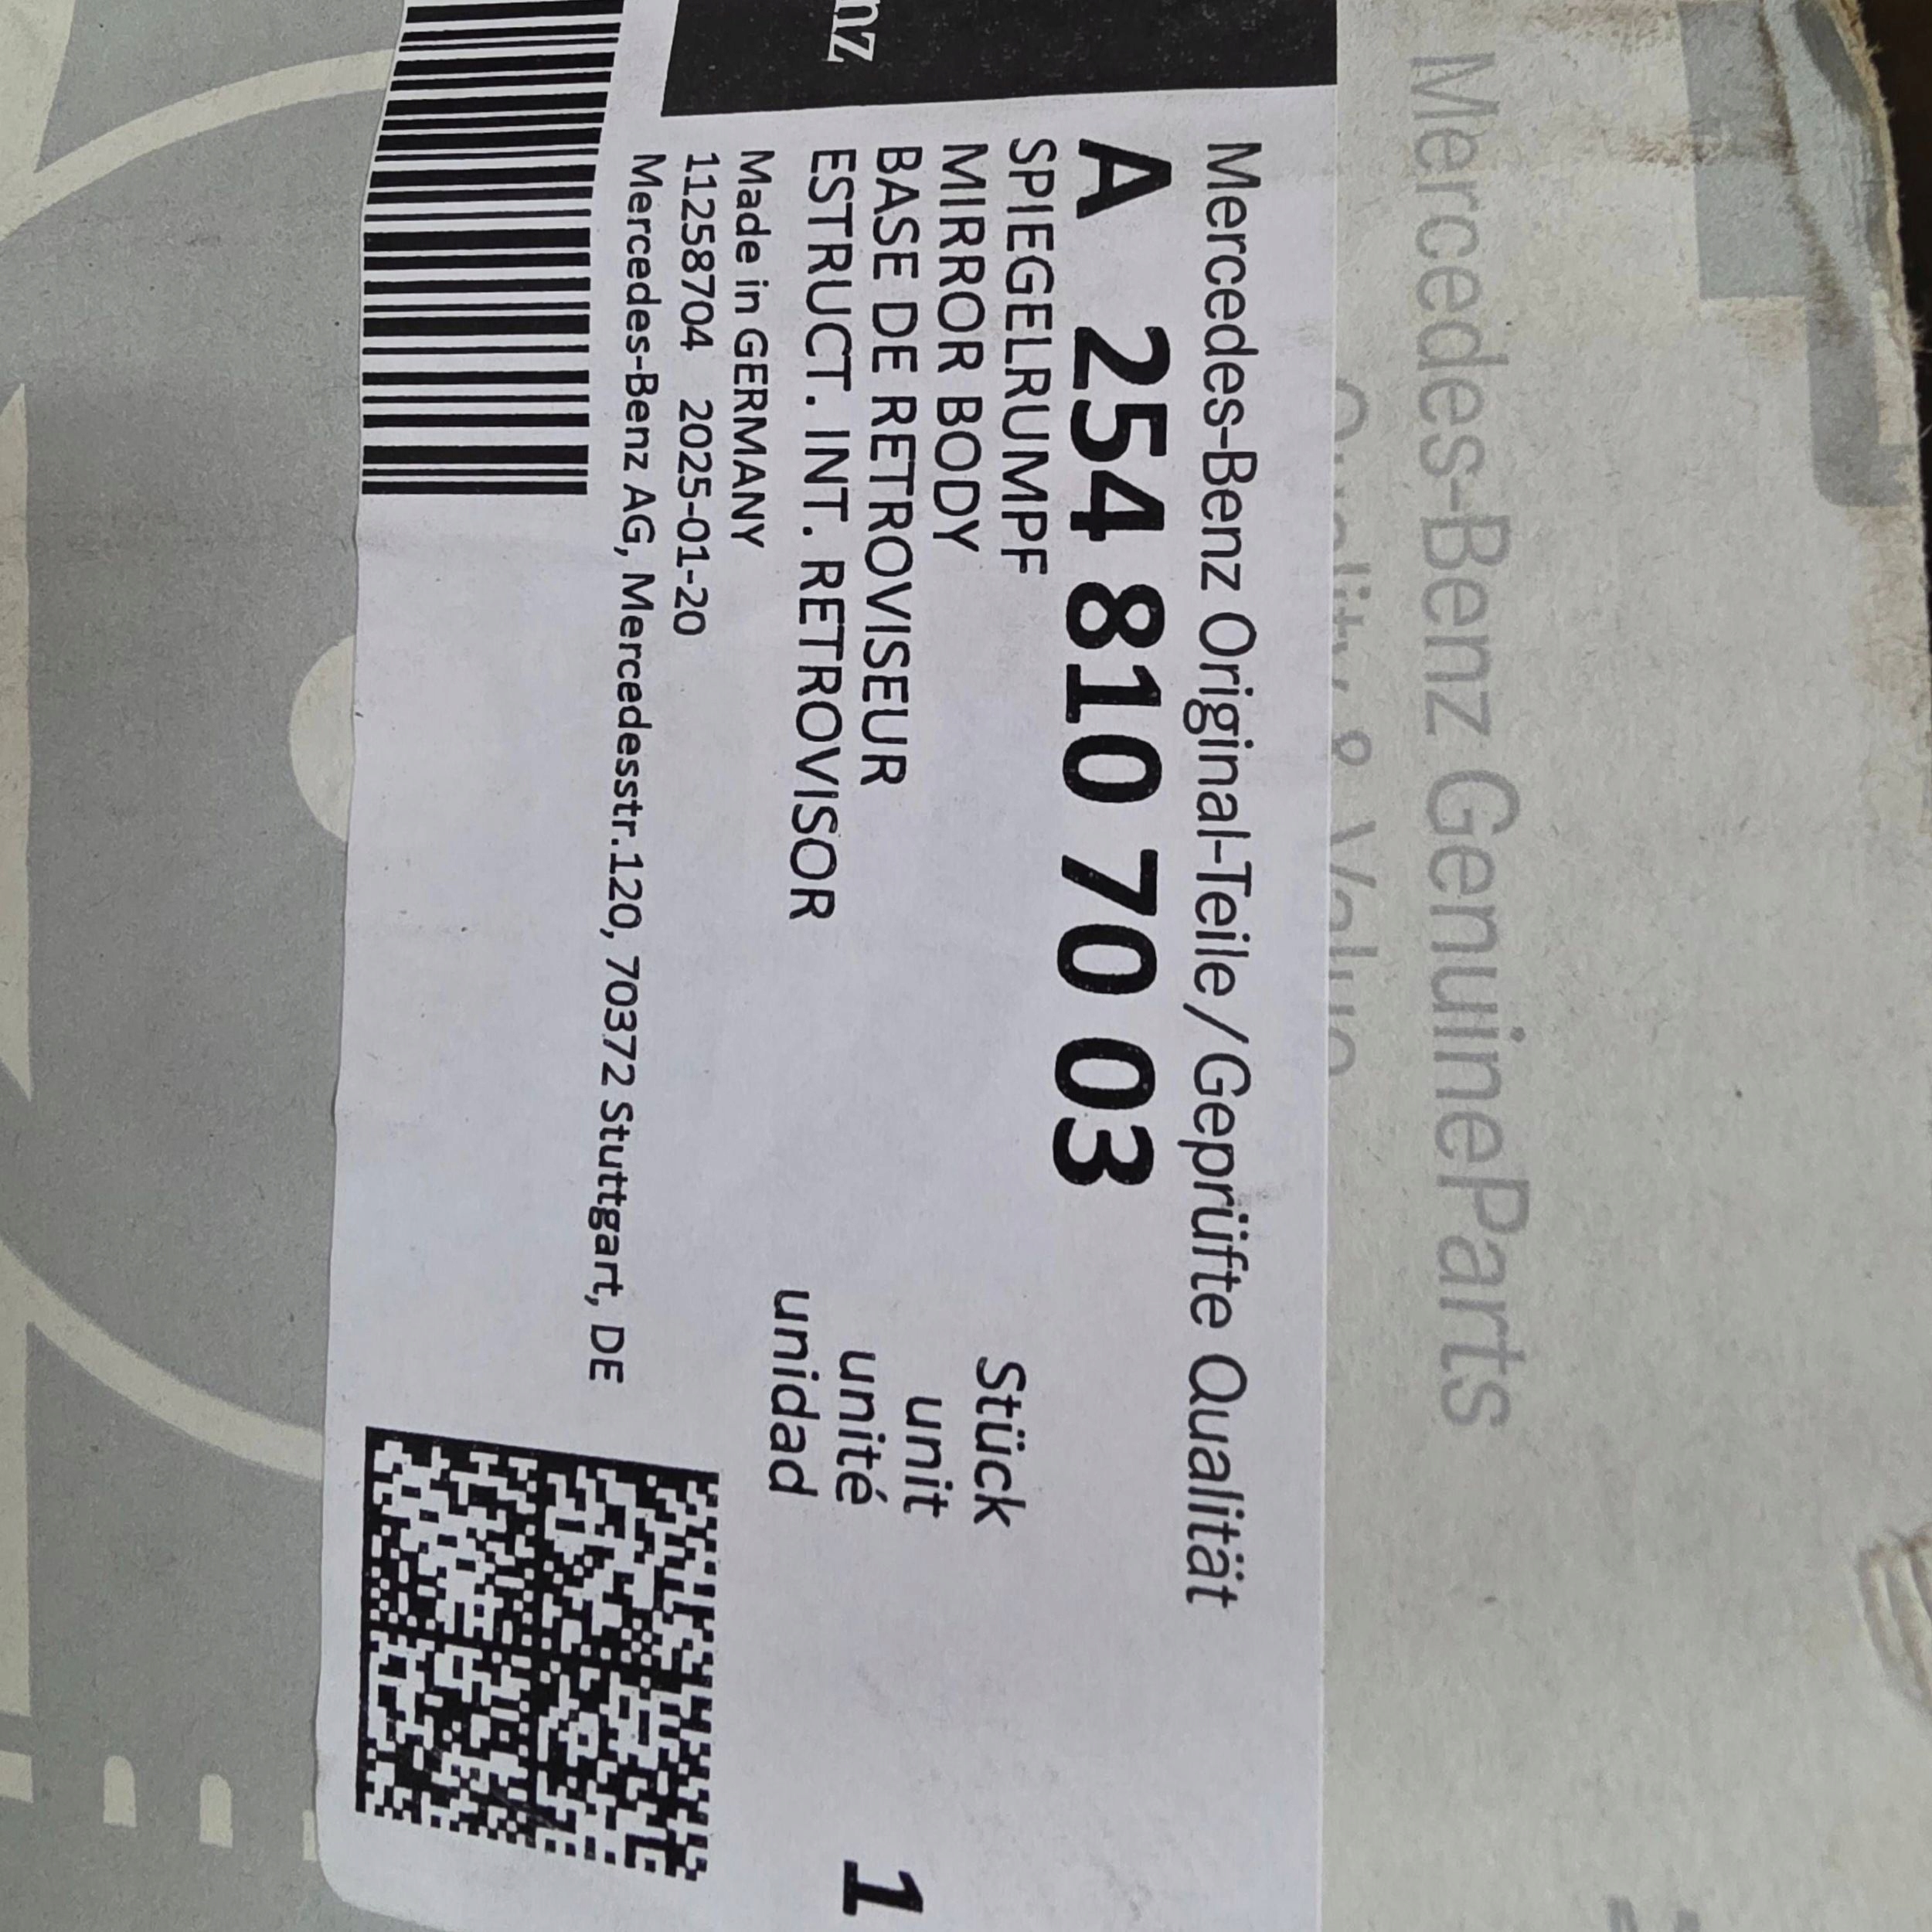 Mercedes-Benz GenuineParts
Quality & Value
nz
Mercedes-Benz Original-Teile/Geprüfte Qualität
A 254 810 70 03
SPIEGELRUMPF
MIRROR BODY
BASE DE RETROVISEUR
ESTRUCT. INT. RETROVISOR
Stück
unit
unité
unidad
1
Made in GERMANY
11258704 2025-01-20
Mercedes-Benz AG, Mercedesstr.120, 70372 Stuttgart, DE